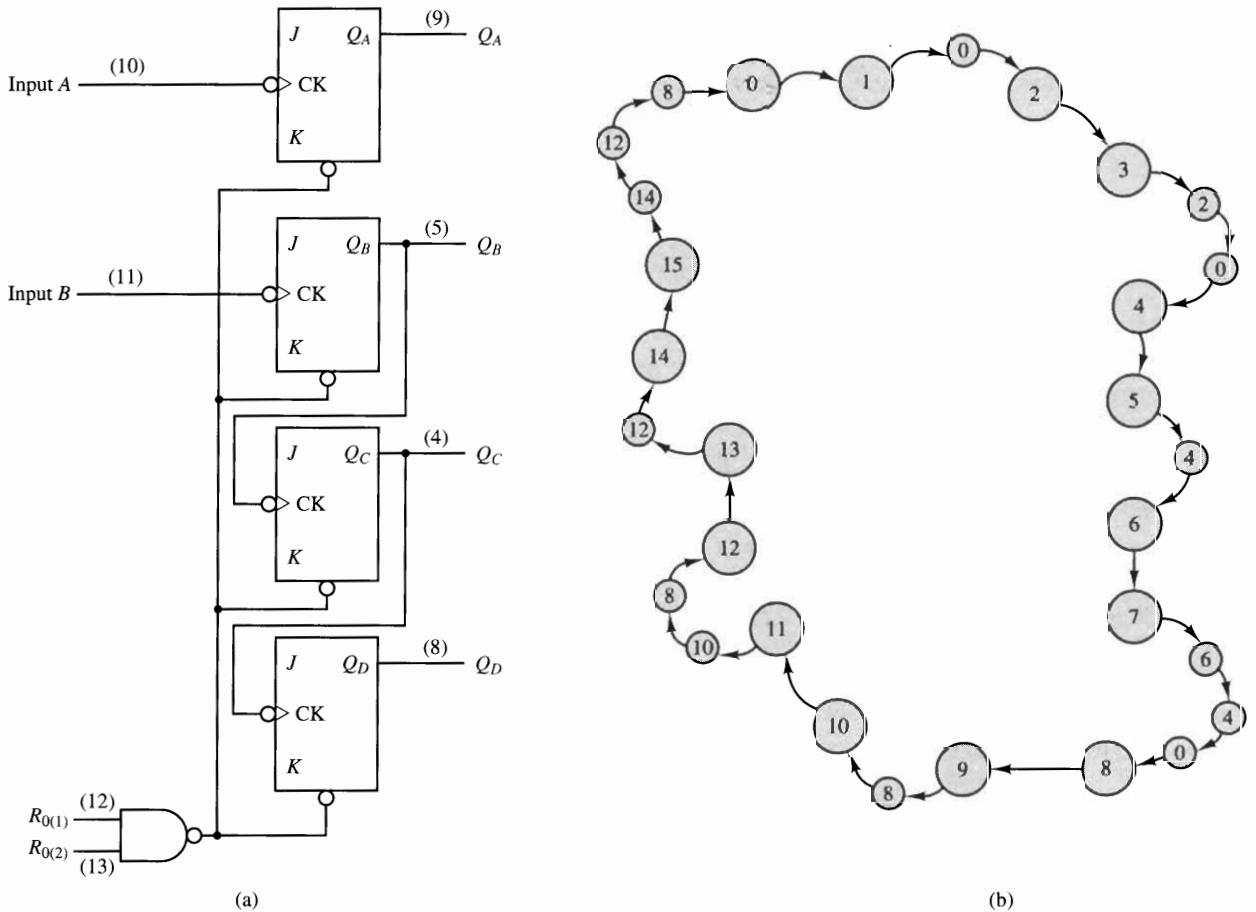 (9)
J Q_A Q_A
(10)
Input A CK
K
(5)
J Q_B Q_B
(11)
Input B CK
K
(4)
J Q_C Q_C
CK
K
(8)
J Q_D Q_D
CK
K
(12)
R_0(1)
R_0(2)
(13)
(a)
0
1
0
2
3
2
0
4
5
4
6
7
6
4
0
8
9
8
10
11
10
8
12
13
12
14
15
14
12
8
(b)